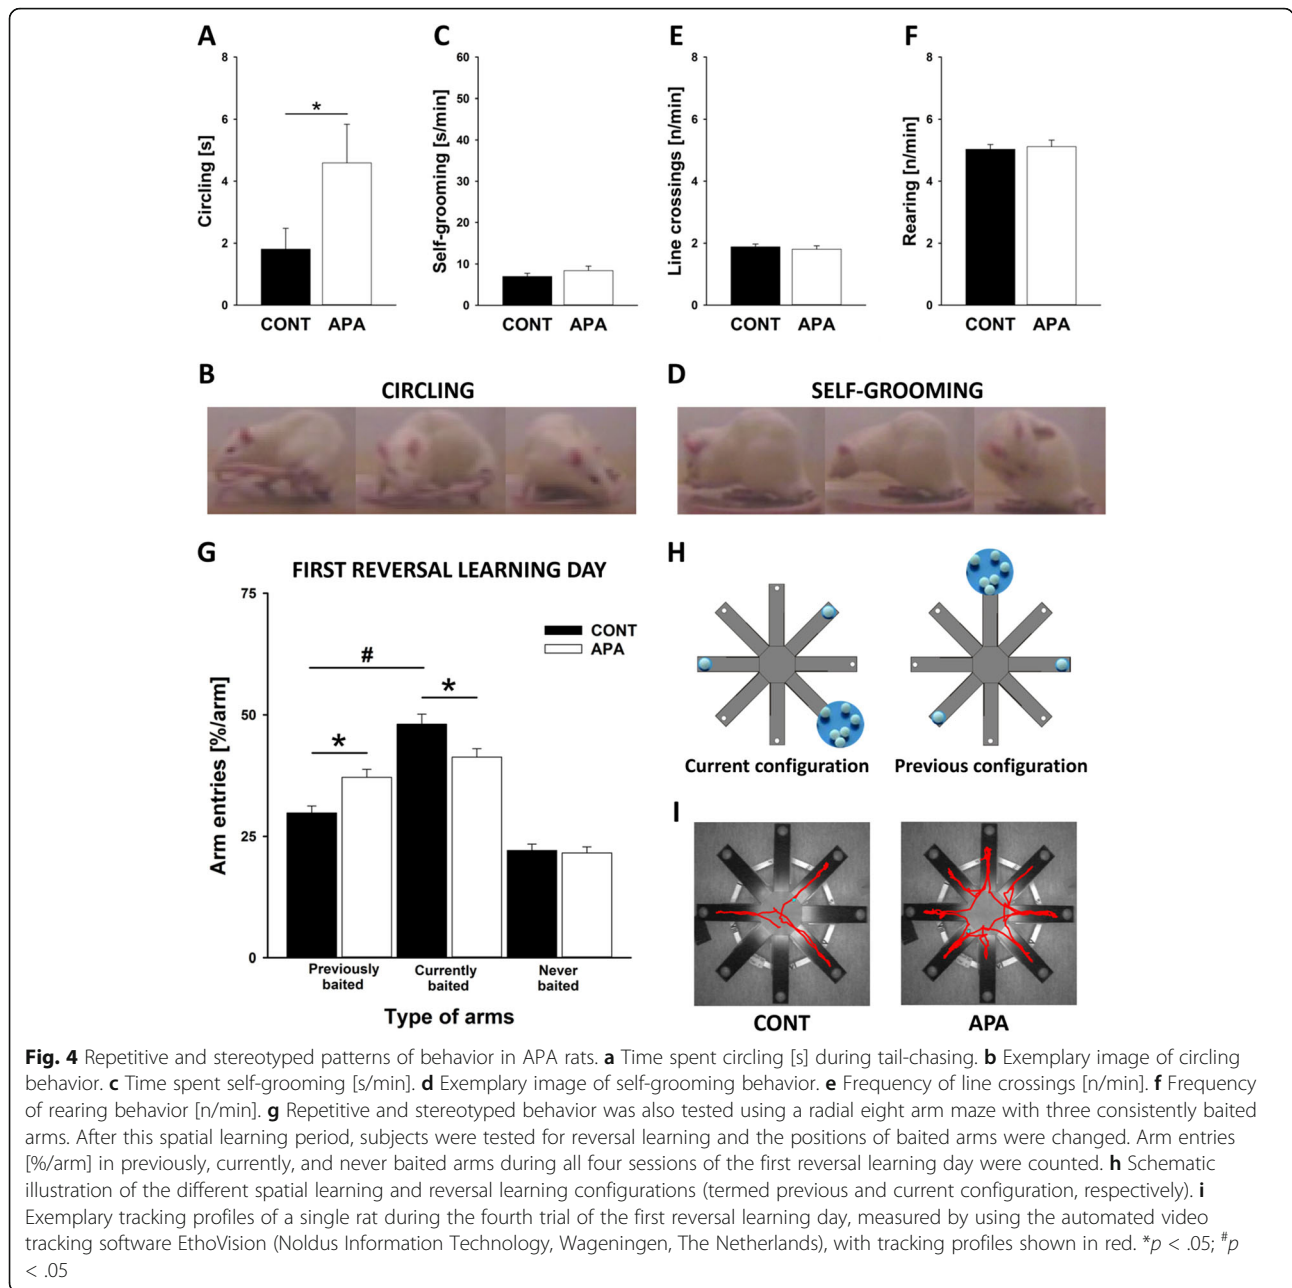 A
C
E
F
8
6
4
2
0
Circling [s]
*
CONT APA
60
50
40
30
20
10
0
Self-grooming [s/min]
CONT APA
8
6
4
2
0
Line crossings [n/min]
CONT APA
8
6
4
2
0
Rearing [n/min]
CONT APA
B
CIRCLING
D
SELF-GROOMING
G
FIRST REVERSAL LEARNING DAY
75
50
25
0
Arm entries [%/arm]
CONT
APA
#
*
*
Previously baited
Currently baited
Never baited
Type of arms
H
Current configuration
Previous configuration
I
CONT
APA
Fig. 4 Repetitive and stereotyped patterns of behavior in APA rats. a Time spent circling [s] during tail-chasing. b Exemplary image of circling
behavior. c Time spent self-grooming [s/min]. d Exemplary image of self-grooming behavior. e Frequency of line crossings [n/min]. f Frequency
of rearing behavior [n/min]. g Repetitive and stereotyped behavior was also tested using a radial eight arm maze with three consistently baited
arms. After this spatial learning period, subjects were tested for reversal learning and the positions of baited arms were changed. Arm entries
[%/arm] in previously, currently, and never baited arms during all four sessions of the first reversal learning day were counted. h Schematic
illustration of the different spatial learning and reversal learning configurations (termed previous and current configuration, respectively). i
Exemplary tracking profiles of a single rat during the fourth trial of the first reversal learning day, measured by using the automated video
tracking software EthoVision (Noldus Information Technology, Wageningen, The Netherlands), with tracking profiles shown in red. *p < .05; #p
< .05